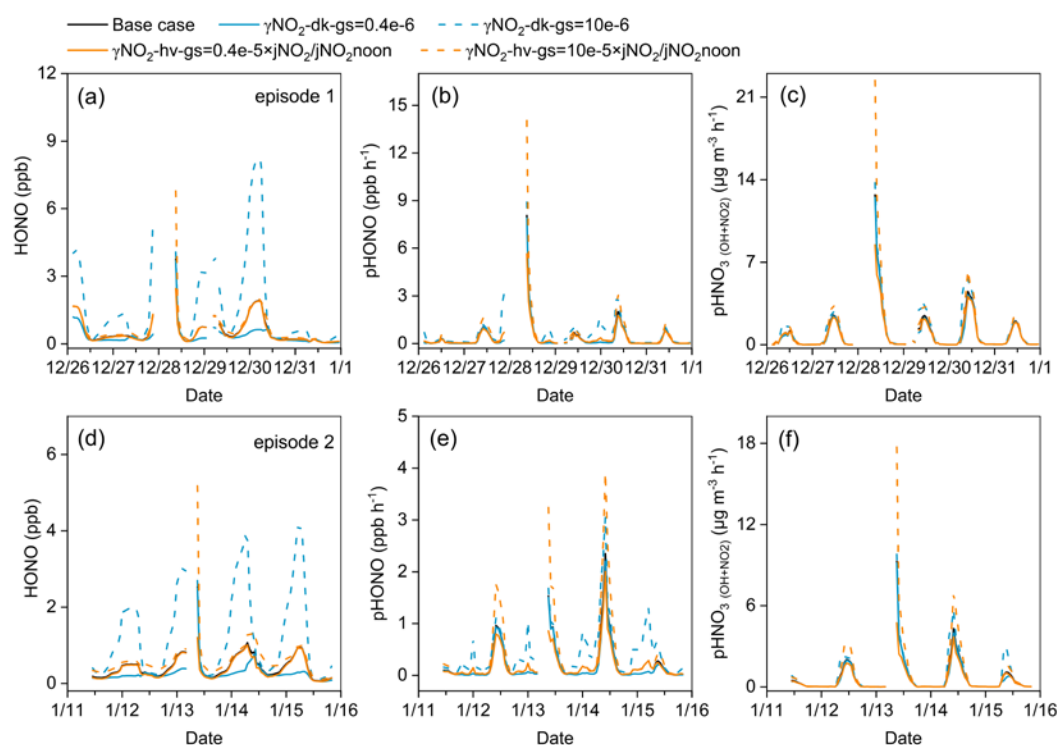 Base case
γNO₂-dk-gs=0.4e-6
γNO₂-dk-gs=10e-6
γNO₂-hv-gs=0.4e-5×jNO₂/jNO₂noon
γNO₂-hv-gs=10e-5×jNO₂/jNO₂noon
(a)
episode 1
HONO (ppb)
12
9
6
3
0
12/26 12/27 12/28 12/29 12/30 12/31 1/1
Date
(b)
pHONO (ppb h⁻¹)
15
12
9
6
3
0
12/26 12/27 12/28 12/29 12/30 12/31 1/1
Date
(c)
pHNO₃ (OH+NO2) (µg m⁻³ h⁻¹)
21
14
7
0
12/26 12/27 12/28 12/29 12/30 12/31 1/1
Date
(d)
episode 2
HONO (ppb)
6
4
2
0
1/11 1/12 1/13 1/14 1/15 1/16
Date
(e)
pHONO (ppb h⁻¹)
5
4
3
2
1
0
1/11 1/12 1/13 1/14 1/15 1/16
Date
(f)
pHNO₃ (OH+NO2) (µg m⁻³ h⁻¹)
18
12
6
0
1/11 1/12 1/13 1/14 1/15 1/16
Date